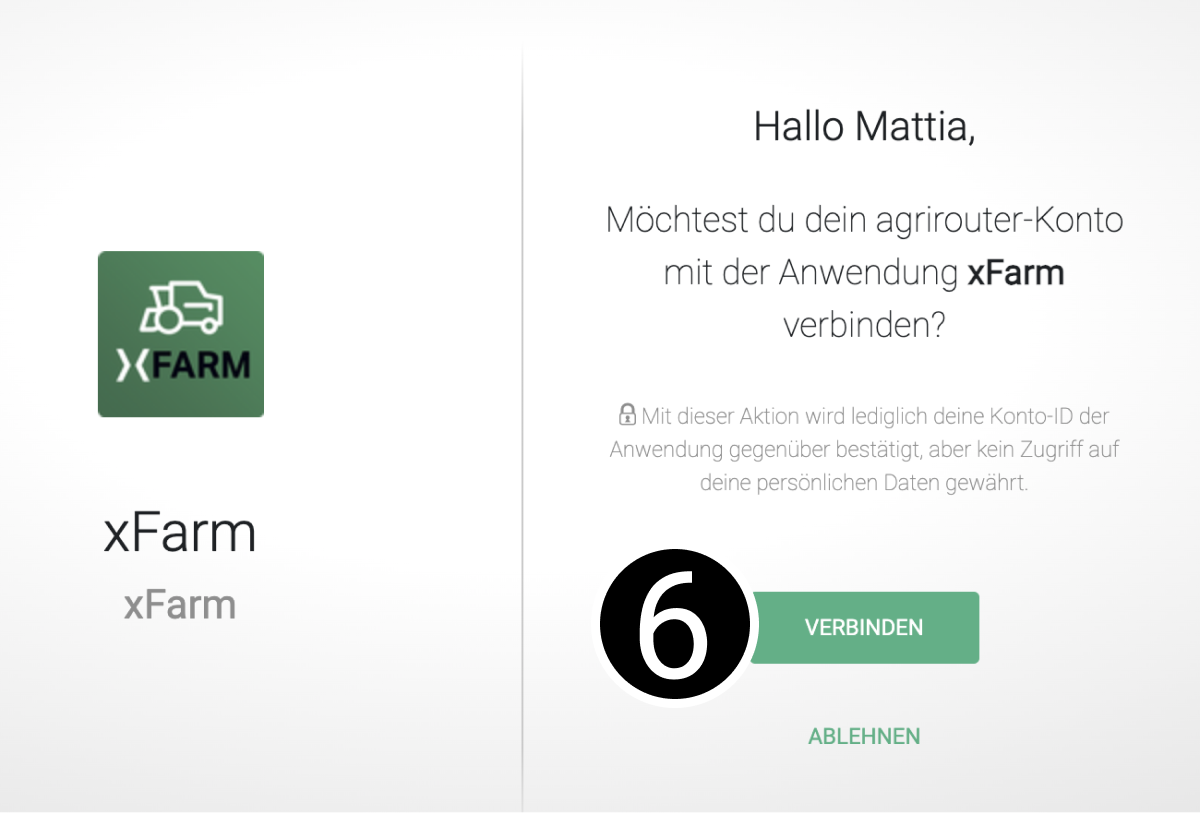 XFARM
xFarm
xFarm
Hallo Mattia,
Möchtest du dein agrirouter-Konto
mit der Anwendung xFarm
verbinden?
Mit dieser Aktion wird lediglich deine Konto-ID der
Anwendung gegenüber bestätigt, aber kein Zugriff auf
deine persönlichen Daten gewährt.
6
VERBINDEN
ABLEHNEN